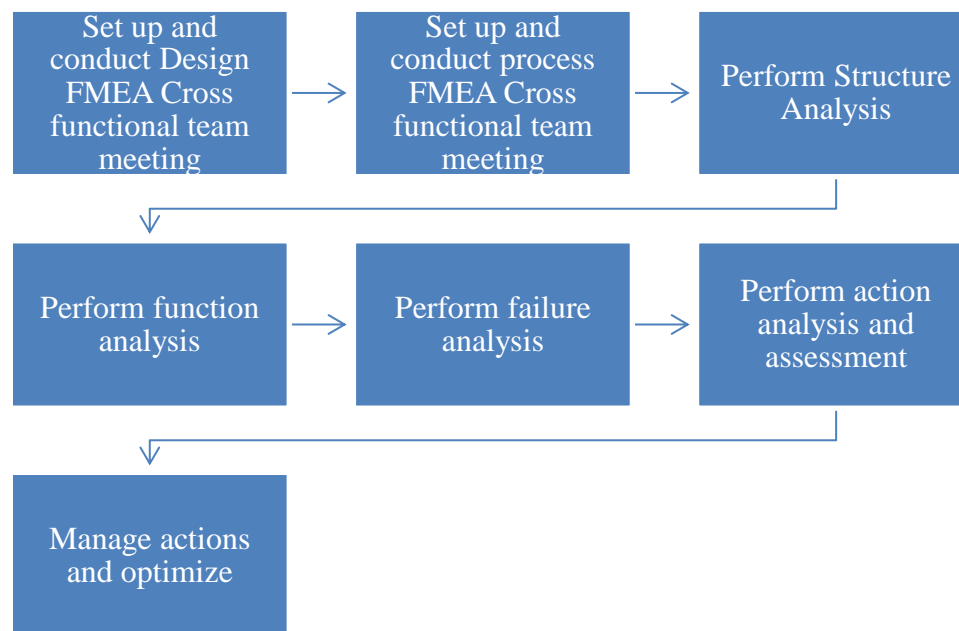 Set up and
conduct Design
FMEA Cross
functional team
meeting
Set up and
conduct process
FMEA Cross
functional team
meeting
Perform Structure
Analysis
Perform function
analysis
Perform failure
analysis
Perform action
analysis and
assessment
Manage actions
and optimize